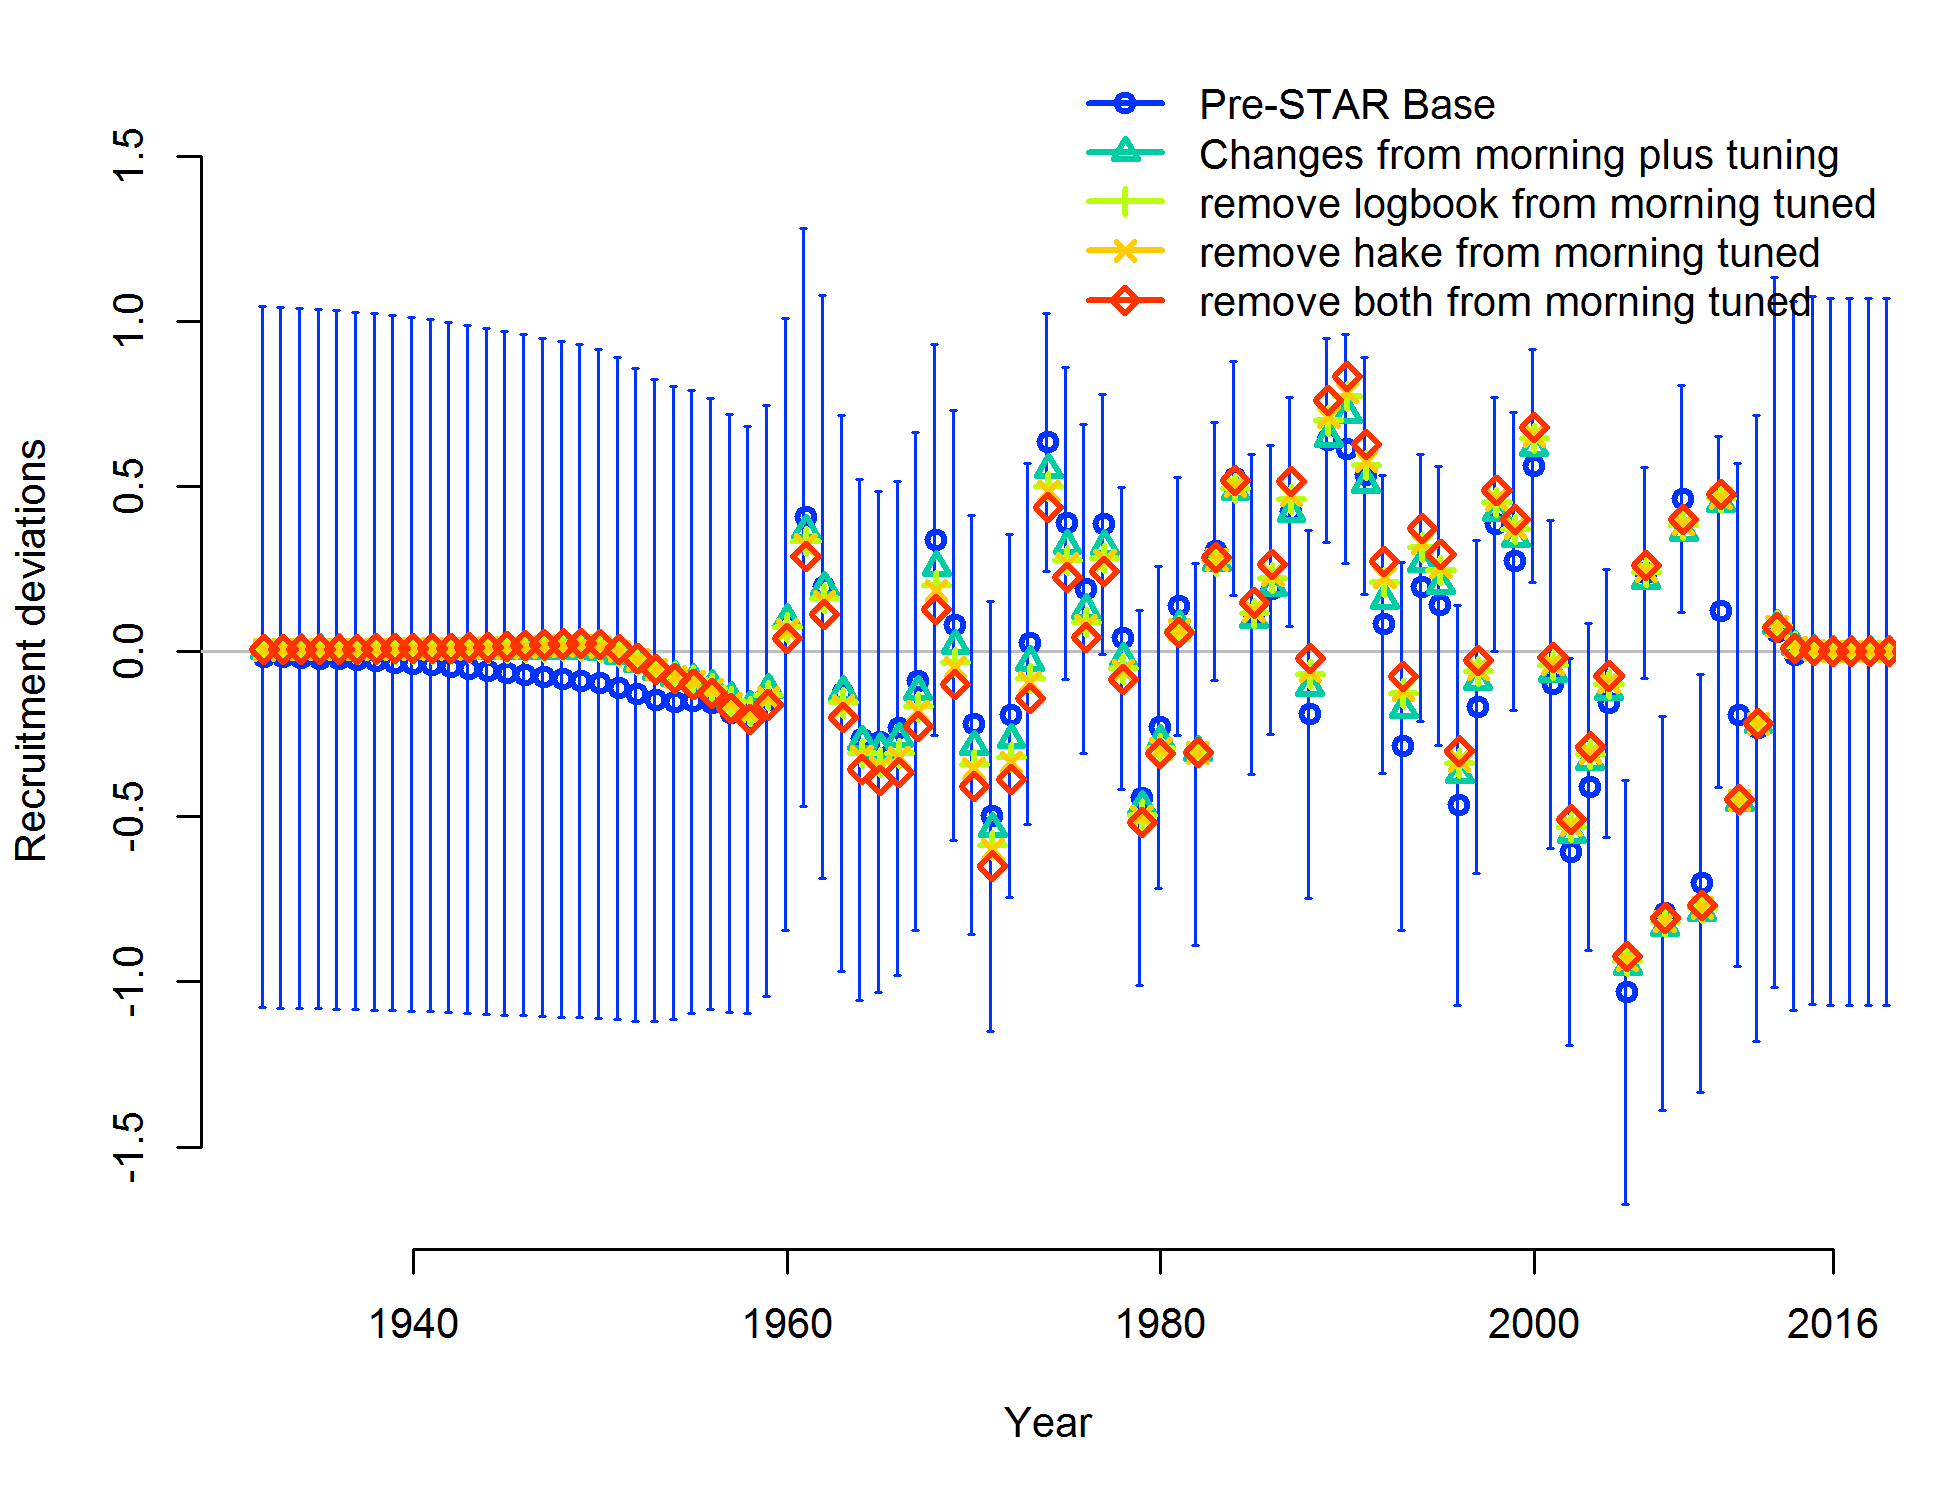 Pre-STAR Base
Changes from morning plus tuning
remove logbook from morning tuned
remove hake from morning tuned
remove both from morning tuned
1.5
1.0
0.5
0.0
-0.5
-1.0
-1.5
Recruitment deviations
1940 1960 1980 2000 2016
Year